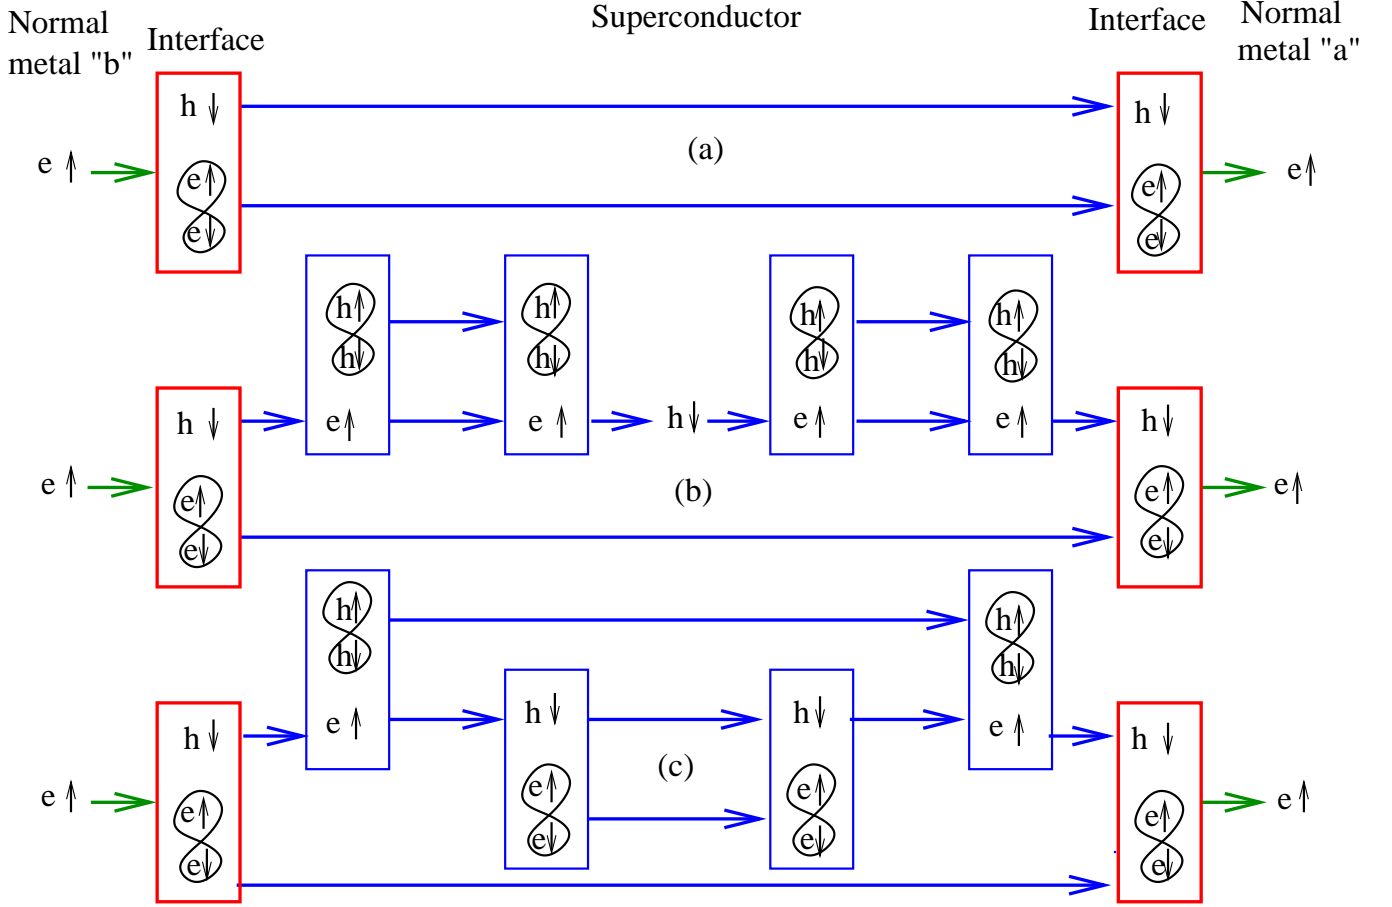 Normal
metal "b"
Interface
Superconductor
Interface
Normal
metal "a"
h ↓
h ↓
(a)
e ↑
e↑
e↓
e↑
e↓
e↑
h↑
h↓
h↑
h↓
h↑
h↓
h↑
h↓
h ↓
e↑
e ↑
h↓
e↑
e ↑
h↓
e ↑
e↑
e↓
(b)
e↑
e↓
e↑
h↑
h↓
h↑
h↓
h ↓
e ↑
h ↓
h↓
e ↑
h ↓
e ↑
e↑
e↓
e↑
e↓
(c)
e↑
e↓
e↑
e↓
e ↑